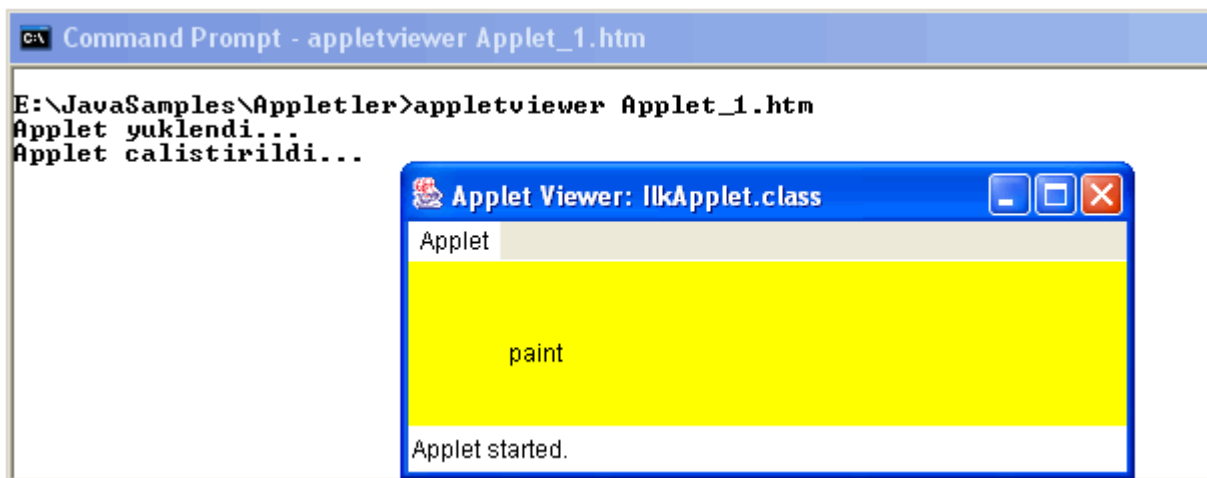 Command Prompt - appletviewer Applet_1.htm
E:\JavaSamples\Appletler>appletviewer Applet_1.htm
Applet yuklendi...
Applet calistirildi...
Applet Viewer: IlkApplet.class
Applet
paint
Applet started.